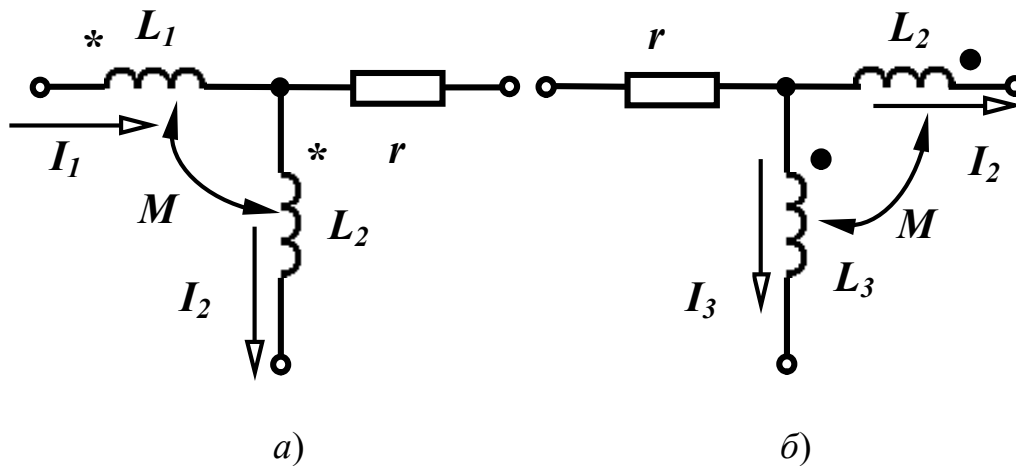 * L₁
r
I₁
M
*
L₂
I₂
а)
r
L₂
I₂
M
I₃
L₃
б)